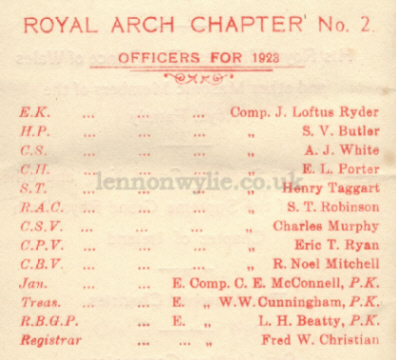 ROYAL ARCH CHAPTER' No. 2.
OFFICERS FOR 1923
E.K. ... ... ... Comp. J. Loftus Ryder
H.P. ... ... ... „ S. V. Butler
C.S. ... ... ... „ A. J. White
C.H. ... ... ... „ E. L. Porter
lennonwylie.co.uk
S.T. ... ... ... „ Henry Taggart
R.A.C. ... ... ... „ S. T. Robinson
C.S.V. ... ... ... „ Charles Murphy
C.P.V. ... ... ... „ Eric T. Ryan
C.B.V. ... ... ... „ R. Noel Mitchell
Jan. ... ... E. Comp. C. E. McConnell, P.K.
Treas. ... ... E. „ W.W. Cunningham, P.K.
R.B.G.P. ... ... E. „ L. H. Beatty, P.K.
Registrar ... ... „ Fred W. Christian